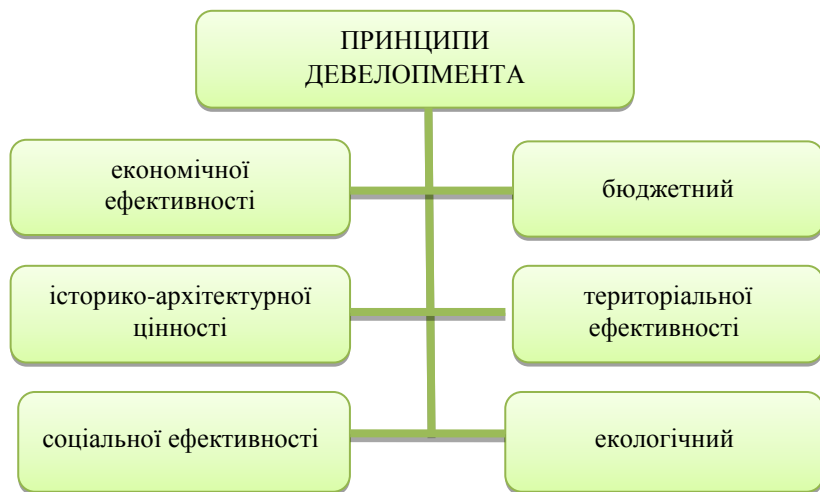 ПРИНЦИПИ
ДЕВЕЛОПМЕНТА
економічної
ефективності
бюджетний
історико-архітектурної
цінності
територіальної
ефективності
соціальної ефективності
екологічний